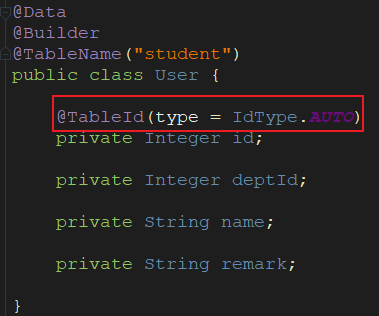 @Data
@Builder
@TableName("student")
public class User {
@TableId(type = IdType.AUTO)
private Integer id;
private Integer deptId;
private String name;
private String remark;
}